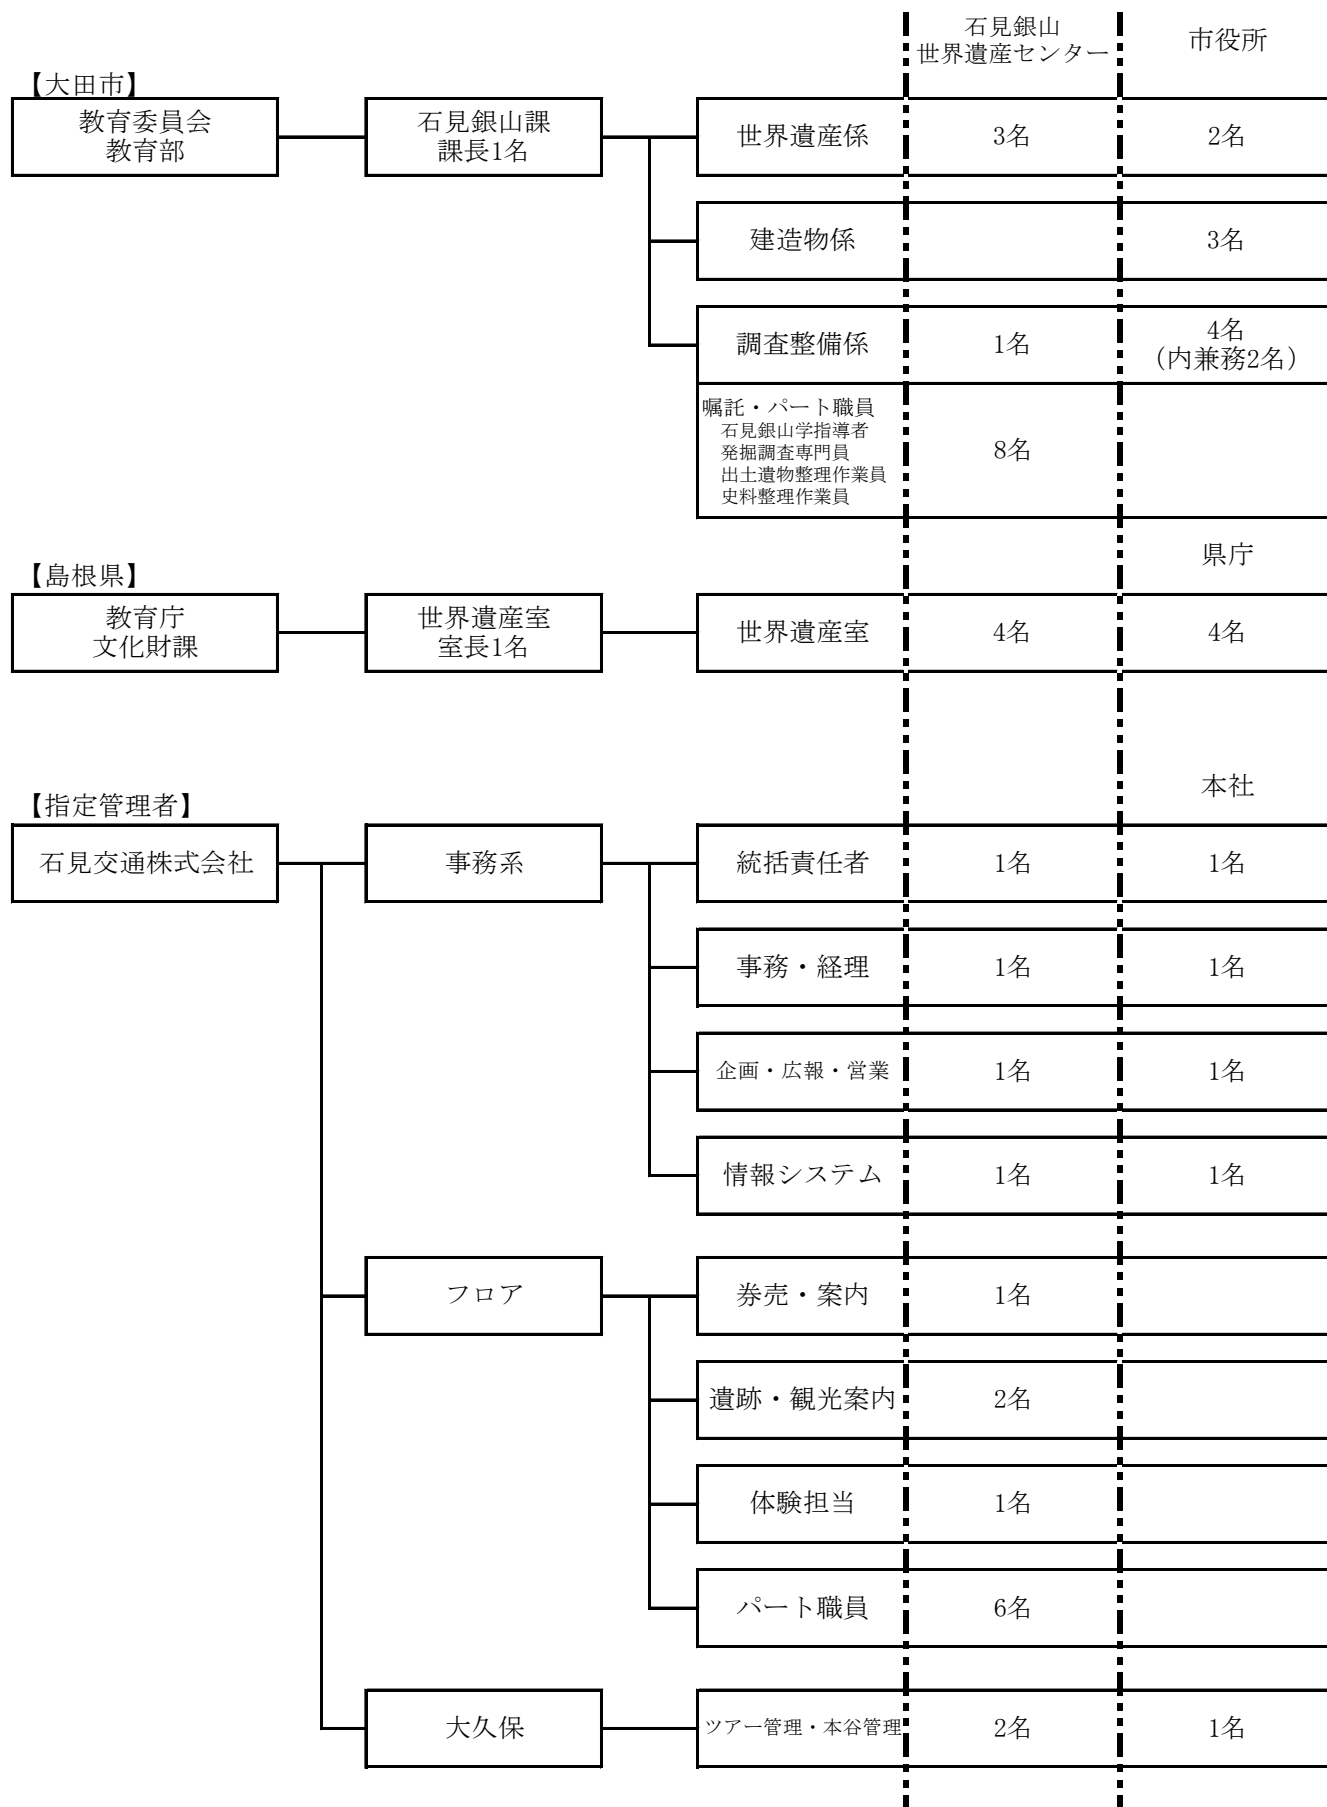 石見銀山
世界遺産センター
市役所
【大田市】
教育委員会
教育部
石見銀山課
課長1名
世界遺産係
3名
2名
建造物係
3名
調査整備係
1名
4名
（内兼務2名）
嘱託・パート職員
石見銀山学指導者
発掘調査専門員
出土遺物整理作業員
史料整理作業員
8名
県庁
【島根県】
教育庁
文化財課
世界遺産室
室長1名
世界遺産室
4名
4名
本社
【指定管理者】
石見交通株式会社
事務系
統括責任者
1名
1名
事務・経理
1名
1名
企画・広報・営業
1名
1名
情報システム
1名
1名
フロア
券売・案内
1名
遺跡・観光案内
2名
体験担当
1名
パート職員
6名
大久保
ツアー管理・本谷管理
2名
1名